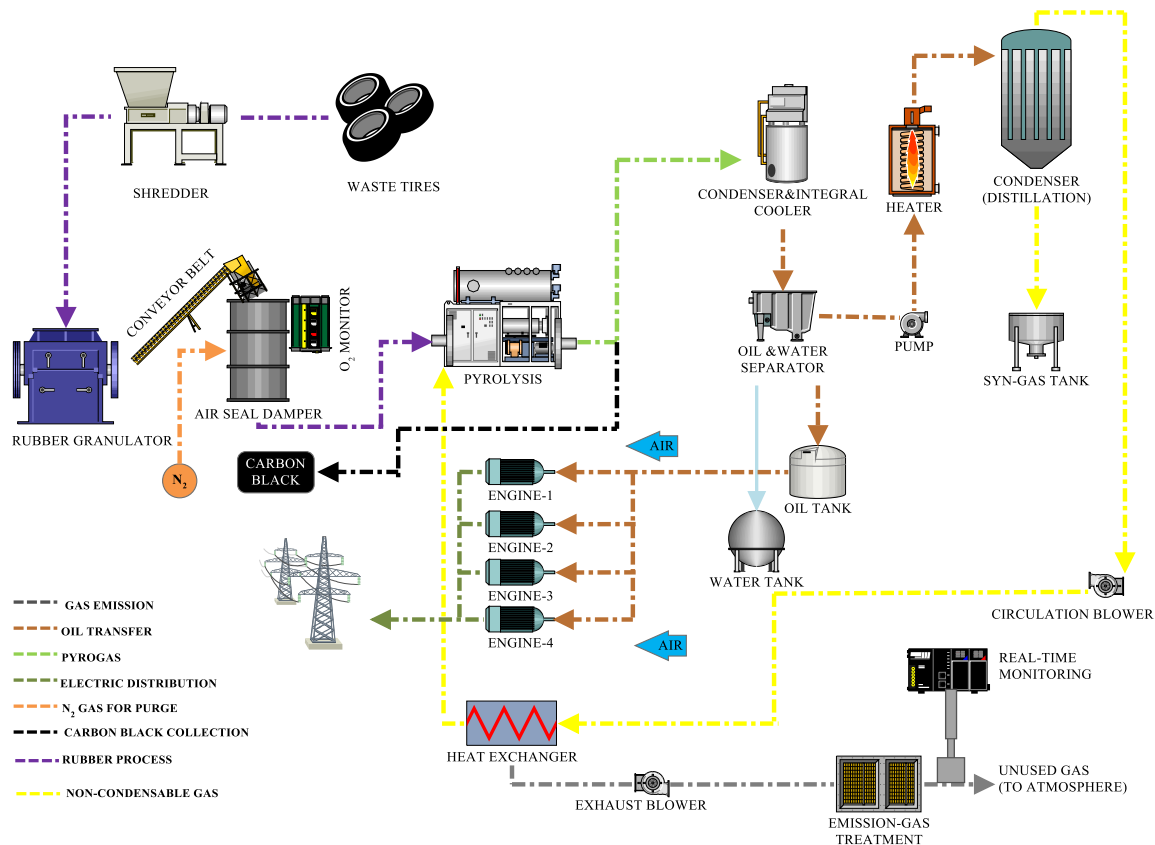 SHREDDER
WASTE TIRES
CONDENSER&INTEGRAL
COOLER
HEATER
CONDENSER
(DISTILLATION)
CONVEYOR BELT
O2 MONITOR
AIR SEAL DAMPER
PYROLYSIS
OIL &WATER
SEPARATOR
PUMP
SYN-GAS TANK
RUBBER GRANULATOR
N2
CARBON
BLACK
AIR
ENGINE-1
ENGINE-2
ENGINE-3
ENGINE-4
AIR
OIL TANK
WATER TANK
CIRCULATION BLOWER
GAS EMISSION
OIL TRANSFER
PYROGAS
ELECTRIC DISTRIBUTION
N2 GAS FOR PURGE
CARBON BLACK COLLECTION
RUBBER PROCESS
NON-CONDENSABLE GAS
HEAT EXCHANGER
EXHAUST BLOWER
REAL-TIME
MONITORING
EMISSION-GAS
TREATMENT
UNUSED GAS
(TO ATMOSPHERE)